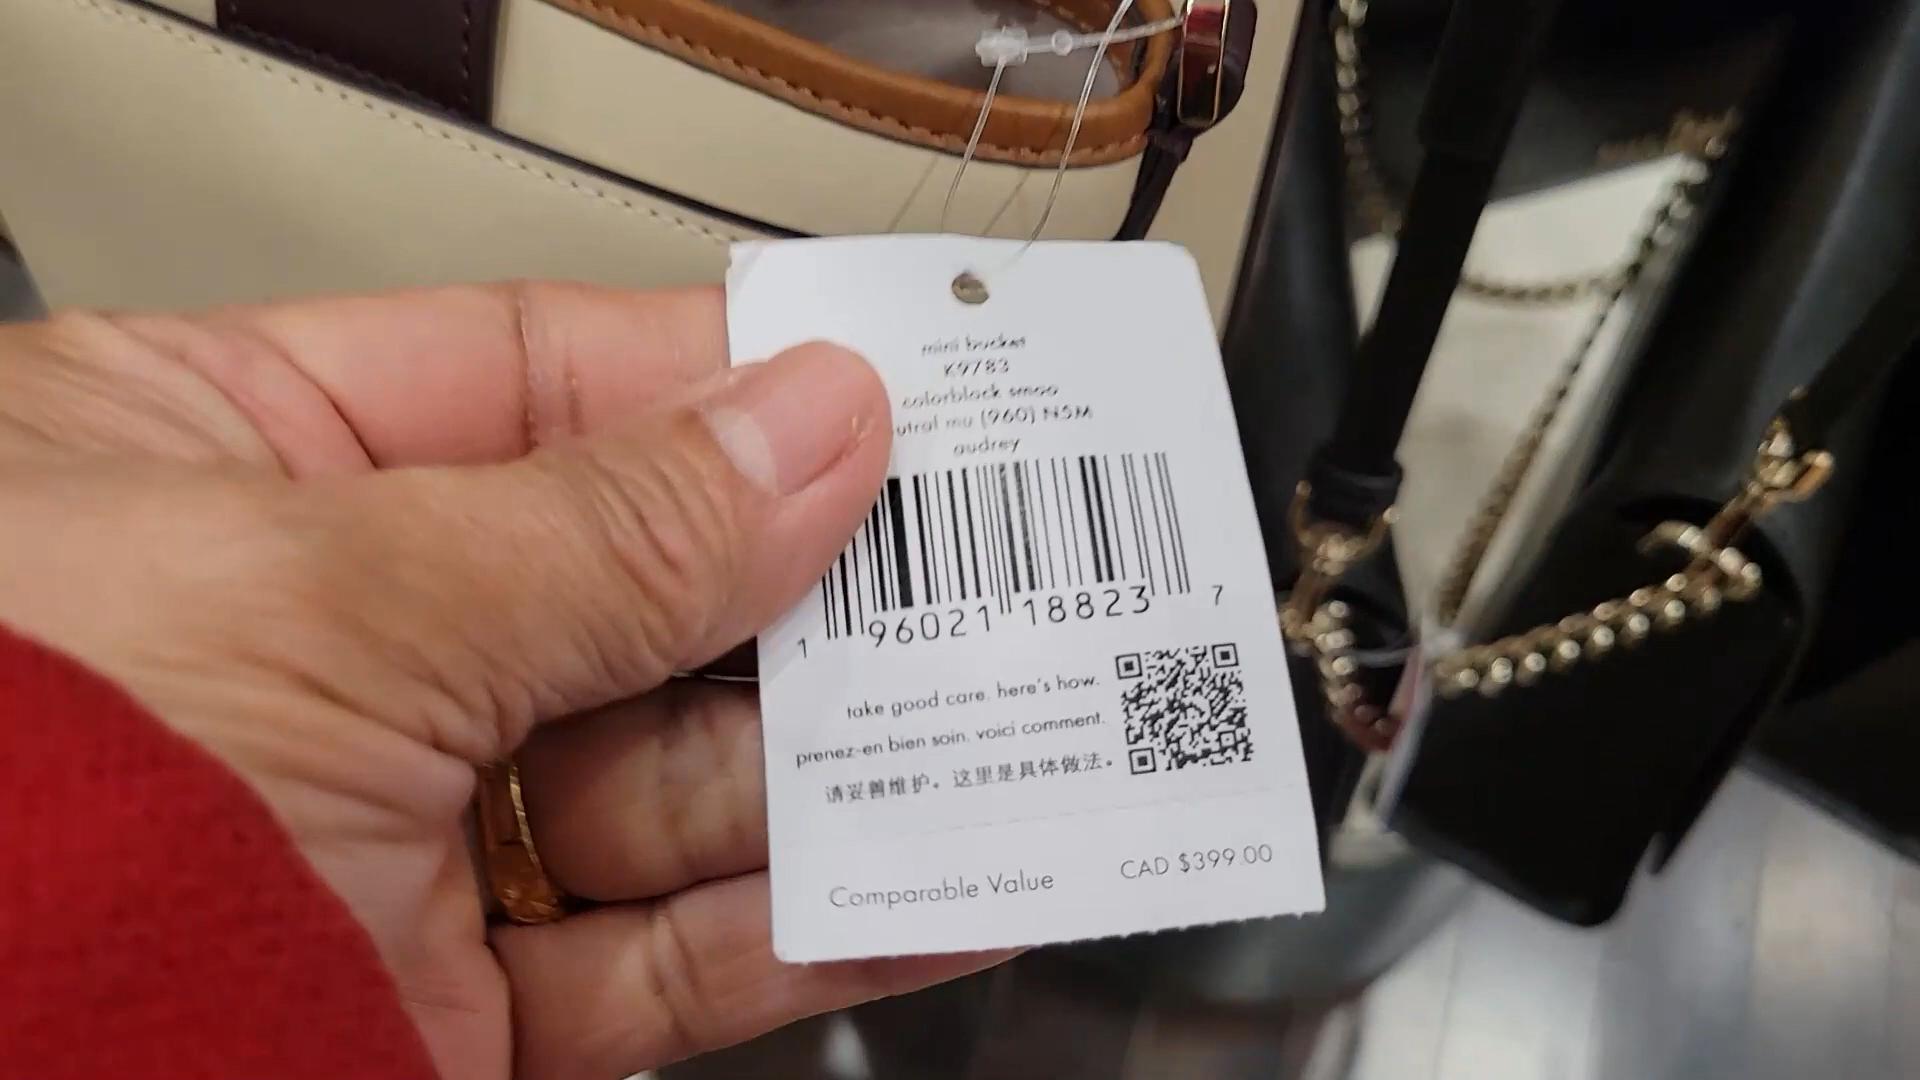 mini bucket
K9783
colorblock smoo
utral mu (960) NSM
audrey
1 96021 18823 7
take good care. here's how.
prenez-en bien soin. voici comment.
请妥善维护。这里是具体做法。
Comparable Value CAD $399.00